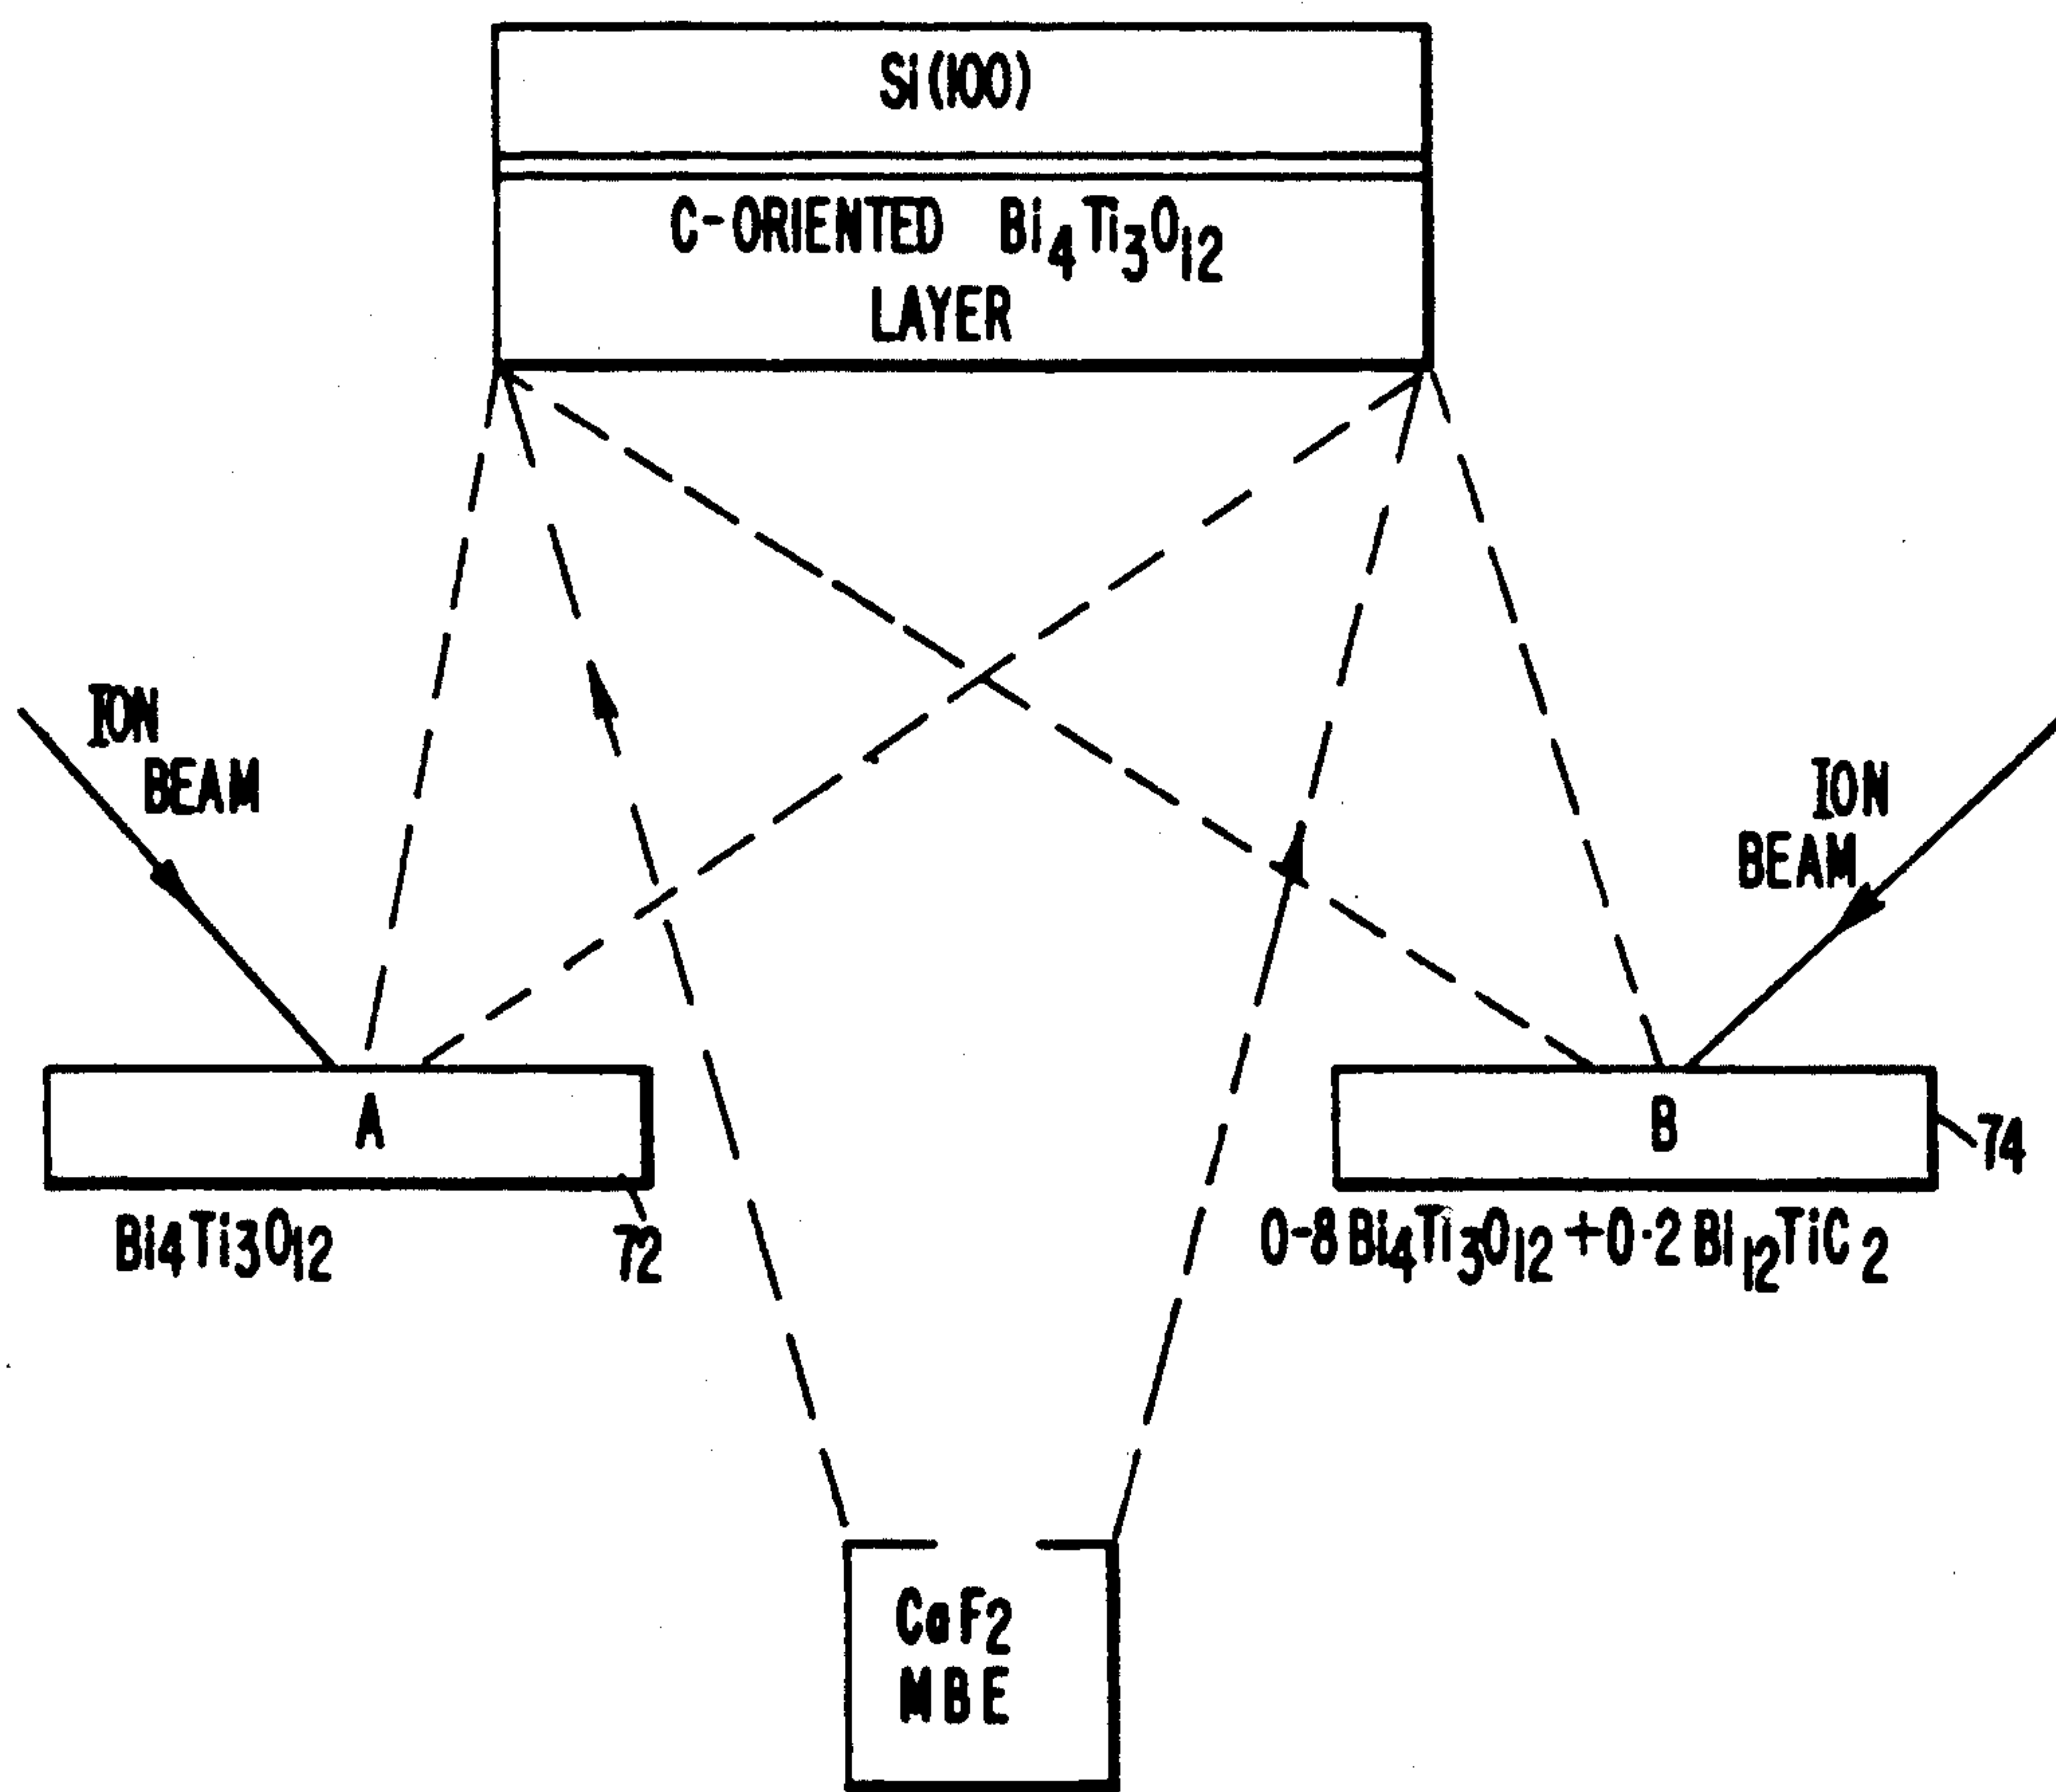 Si(100)
C-ORIENTED Bi4Ti3O12
LAYER
ION
BEAM
ION
BEAM
A
B
74
Bi4Ti3O12
72
0-8 Bi4Ti3O12 + 0·2 Bi12TiC2
CaF2
MBE